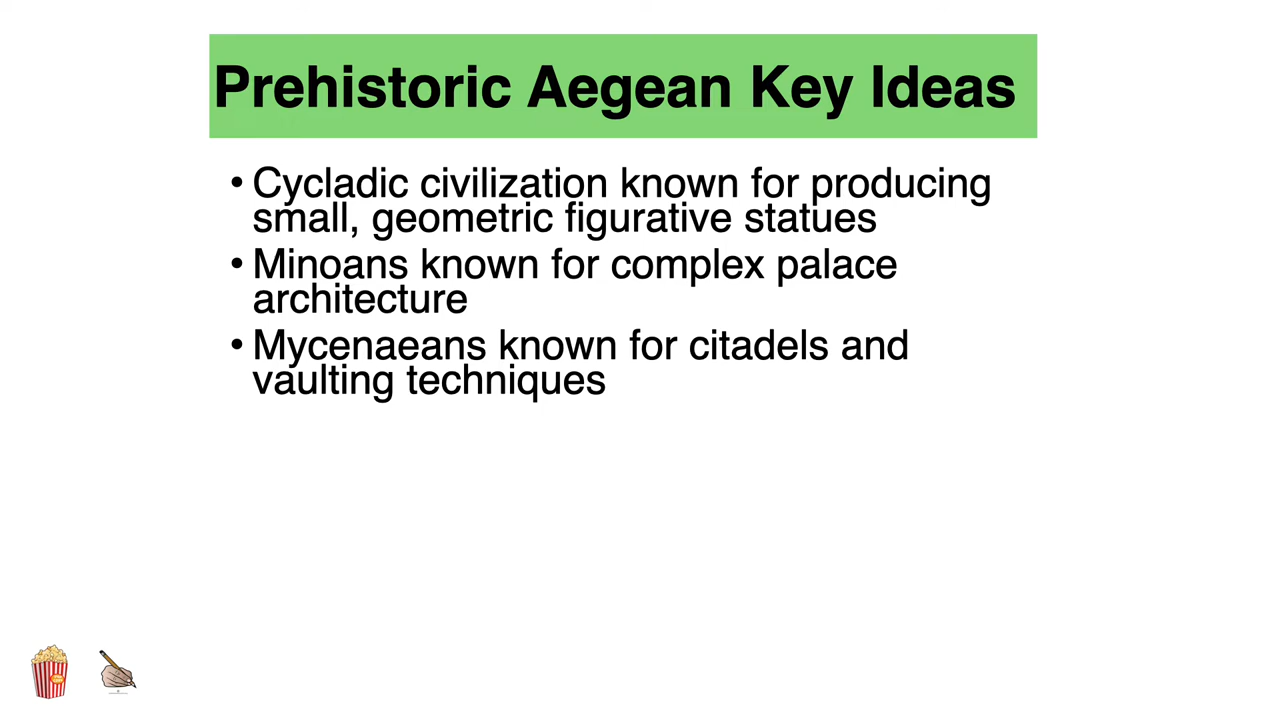 Prehistoric Aegean Key Ideas
• Cycladic civilization known for producing
small, geometric figurative statues
• Minoans known for complex palace
architecture
• Mycenaeans known for citadels and
vaulting techniques